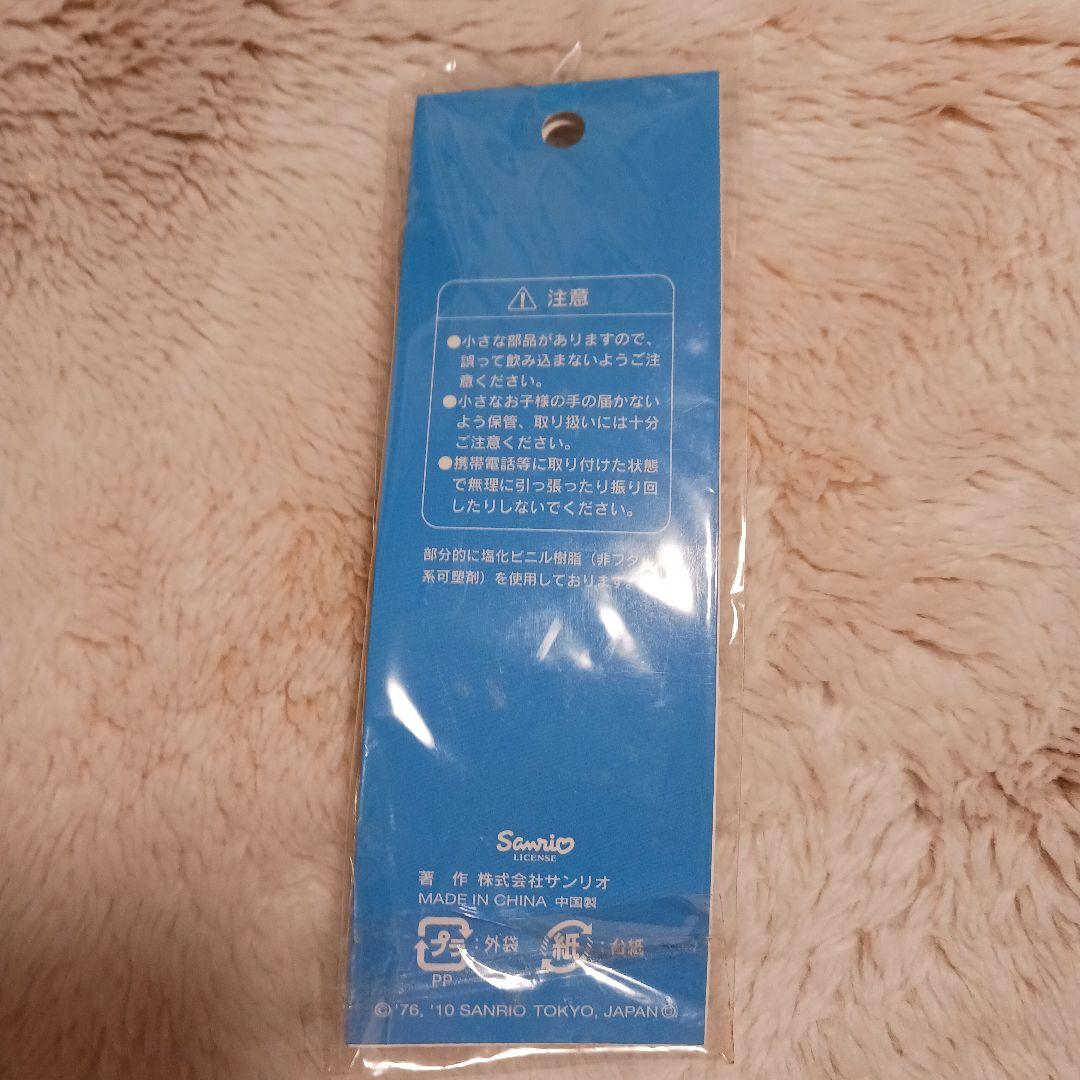 ⚠ 注意
●小さな部品がありますので、
誤って飲み込まないようご注
意ください。
●小さなお子様の手の届かない
よう保管、取り扱いには十分
ご注意ください。
●携帯電話等に取り付けた状態
で無理に引っ張ったり振り回
したりしないでください。
部分的に塩化ビニル樹脂（非フタ
系可塑剤）を使用しております
Sanrio
LICENSE
著 作 株式会社サンリオ
MADE IN CHINA 中国製
プラ : 外袋 紙 : 台紙
PP
© '76, '10 SANRIO TOKYO, JAPAN ©